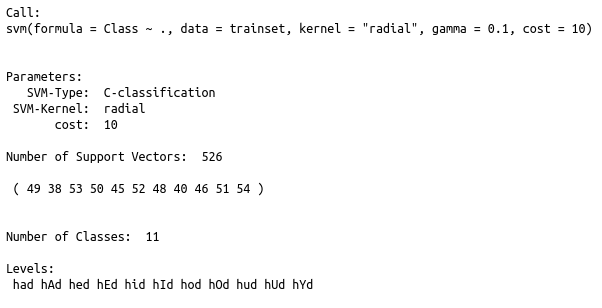 Call:
svm(formula = Class ~ ., data = trainset, kernel = "radial", gamma = 0.1, cost = 10)
Parameters:
SVM-Type:  C-classification
SVM-Kernel:  radial
cost:  10
Number of Support Vectors:  526
( 49 38 53 50 45 52 48 40 46 51 54 )
Number of Classes:  11
Levels:
had hAd hed hEd hid hId hod hOd hud hUd hYd